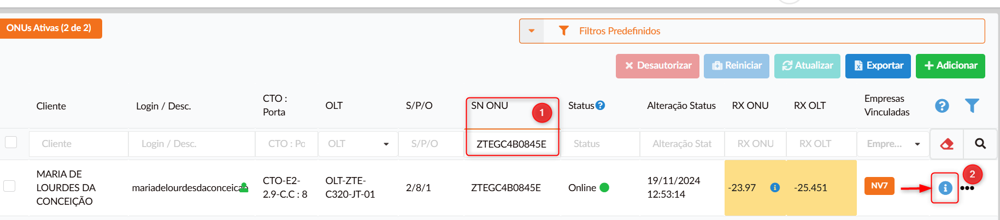 ONUs Ativas (2 de 2)
Filtros Predefinidos
Desautorizar
Reiniciar
Atualizar
Exportar
Adicionar
Cliente
Login / Desc.
CTO :
Porta
OLT
S/P/O
SN ONU
1
Status
Alteração Status
RX ONU
RX OLT
Empresas
Vinculadas
Cliente
Login / Desc.
CTO : Po
OLT
S/P/O
ZTEGC4B0845E
Status
Alteração Stat
RX ONU
RX OLT
Empre...
MARIA DE
LOURDES DA
CONCEIÇÃO
mariadelourdesdaconceicao
CTO-E2-
2.9-C.C : 8
OLT-ZTE-
C320-JT-01
2/8/1
ZTEGC4B0845E
Online
19/11/2024
12:53:14
-23.97
-25.451
NV7
2